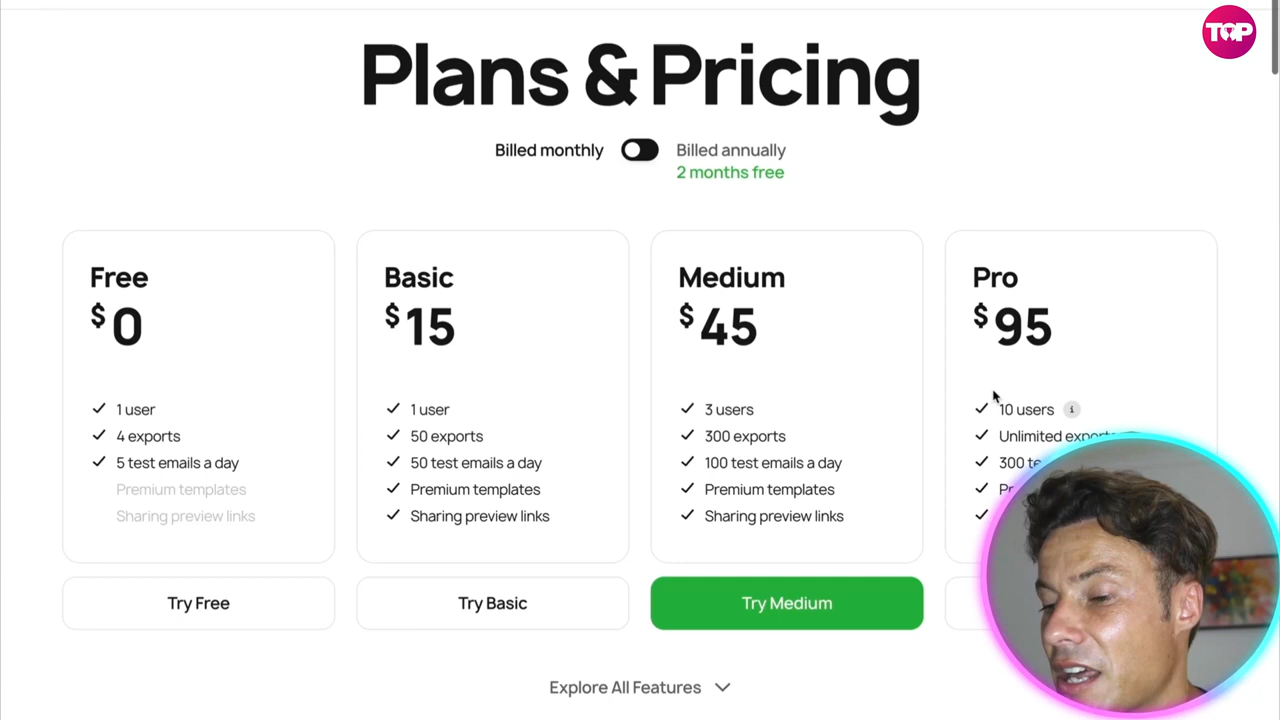 TOP
Plans & Pricing
Billed monthly
Billed annually
2 months free
Free
$0
1 user
4 exports
5 test emails a day
Premium templates
Sharing preview links
Try Free
Basic
$15
1 user
50 exports
50 test emails a day
Premium templates
Sharing preview links
Try Basic
Medium
$45
3 users
300 exports
100 test emails a day
Premium templates
Sharing preview links
Try Medium
Pro
$95
10 users
Unlimited exports
300
Explore All Features